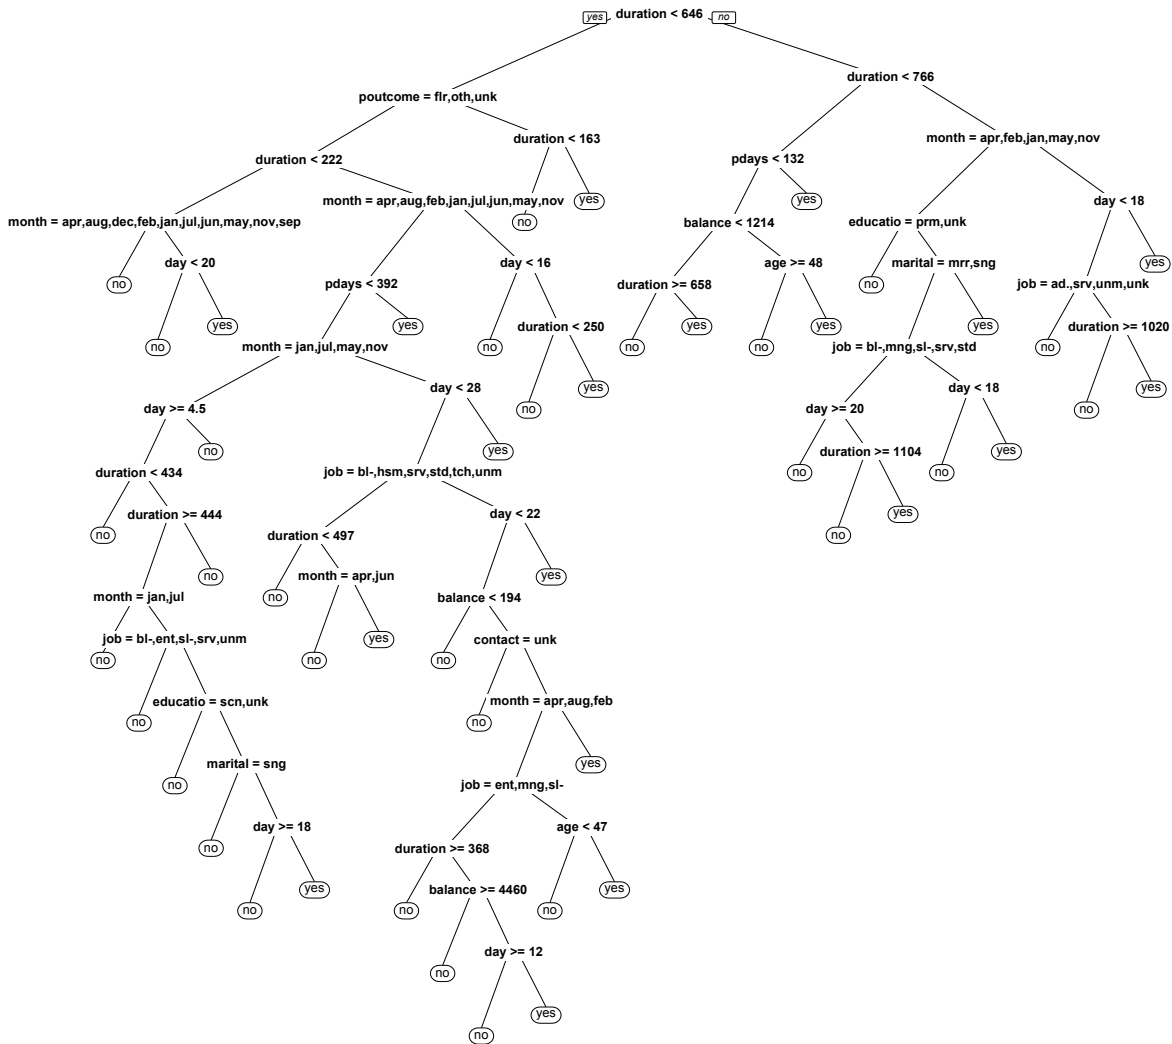 yes duration < 646 no
duration < 766
poutcome = flr,oth,unk
duration < 163
month = apr,feb,jan,may,nov
duration < 222
pdays < 132
month = apr,aug,feb,jan,jul,jun,may,nov
yes
yes
day < 18
month = apr,aug,dec,feb,jan,jul,jun,may,nov,sep
no
balance < 1214
educatio = prm,unk
day < 20
day < 16
age >= 48
marital = mrr,sng
yes
no
pdays < 392
duration >= 658
no
job = ad.,srv,unm,unk
yes
yes
duration < 250
yes
yes
yes
duration >= 1020
no
month = jan,jul,may,nov
no
no
no
job = bl-,mng,sl-,srv,std
no
day < 28
yes
day < 18
yes
day >= 4.5
no
day >= 20
no
no
yes
duration >= 1104
yes
duration < 434
job = bl-,hsm,srv,std,tch,unm
no
no
duration >= 444
day < 22
yes
no
duration < 497
no
no
month = apr,jun
yes
month = jan,jul
no
balance < 194
job = bl-,ent,sl-,srv,unm
yes
contact = unk
no
no
no
educatio = scn,unk
month = apr,aug,feb
no
no
marital = sng
yes
no
job = ent,mng,sl-
day >= 18
age < 47
no
duration >= 368
yes
balance >= 4460
yes
no
no
no
day >= 12
no
yes
no